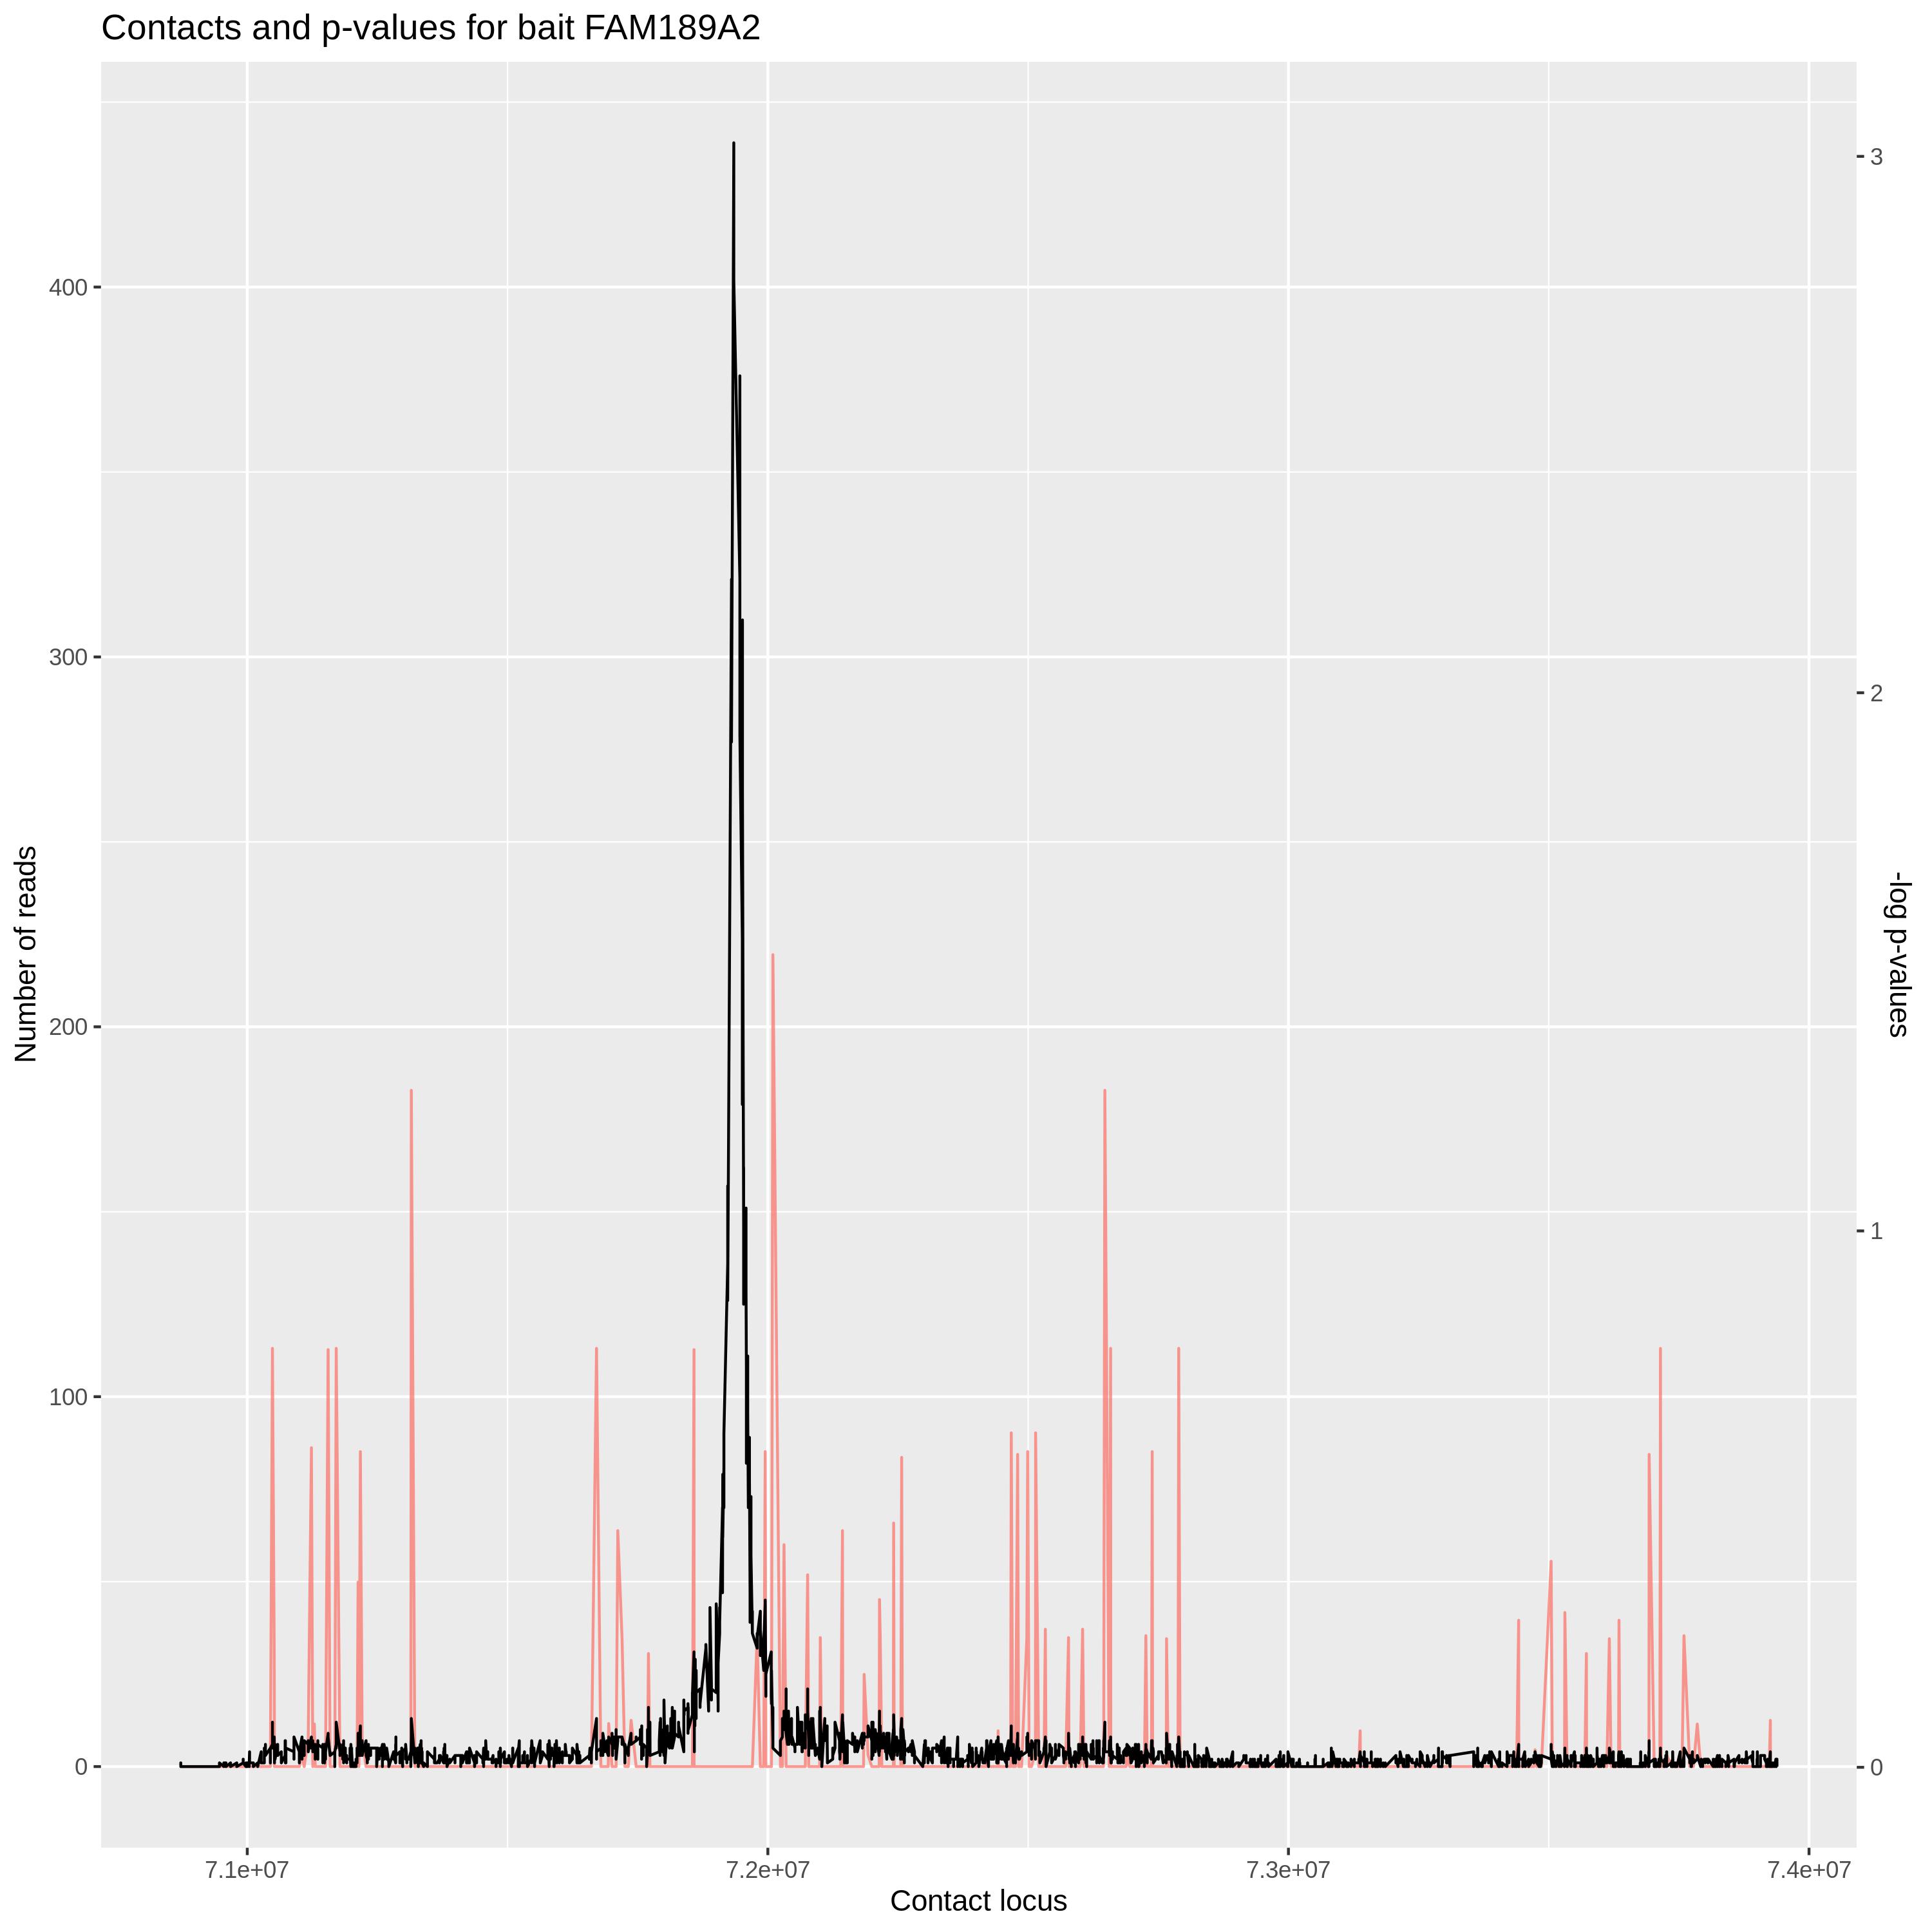 Contacts and p-values for bait FAM189A2
Number of reads
400
300
200
100
0
3
2
1
0
-log p-values
7.1e+07
7.2e+07
7.3e+07
7.4e+07
Contact locus